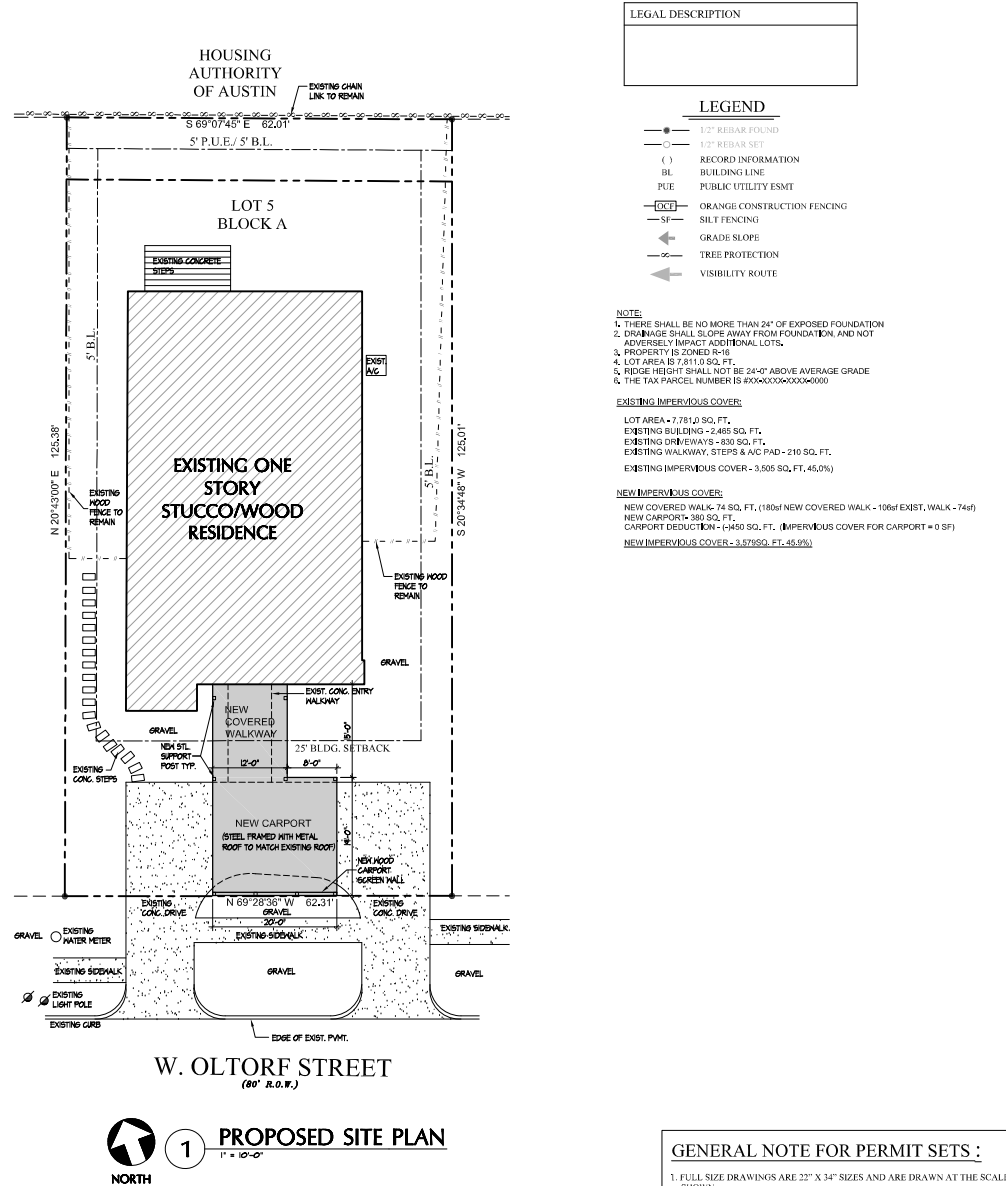 HOUSING
AUTHORITY
OF AUSTIN
EXISTING CHAIN
LINK TO REMAIN
S 69°07'45" E 62.01'
5' P.U.E./ 5' B.L.
LOT 5
BLOCK A
EXISTING CONCRETE
STEPS
5' B.L.
EXIST.
A/C
N 20°43'00" E 125.38'
EXISTING ONE
STORY
STUCCO/WOOD
RESIDENCE
5' B.L.
S 20°34'48" W 125.01'
EXISTING
WOOD
FENCE TO
REMAIN
EXISTING WOOD
FENCE TO
REMAIN
GRAVEL
EXIST. CONC. ENTRY
WALKWAY
NEW
COVERED
WALKWAY
GRAVEL
NEW STL.
SUPPORT
POST TYP.
25' BLDG. SETBACK
15'-0"
12'-0"
8'-0"
EXISTING
CONC. STEPS
NEW CARPORT
(STEEL FRAMED WITH METAL
ROOF TO MATCH EXISTING ROOF)
19'-0"
NEW WOOD
CARPORT
SCREEN WALL
N 69°28'36" W 62.31'
EXISTING
CONC. DRIVE
GRAVEL
20'-0"
EXISTING
CONC. DRIVE
EXISTING SIDEWALK
EXISTING SIDEWALK
GRAVEL
EXISTING
WATER METER
EXISTING SIDEWALK
GRAVEL
GRAVEL
EXISTING
LIGHT POLE
EXISTING CURB
EDGE OF EXIST. PVMT.
W. OLTORF STREET
(80' R.O.W.)
NORTH
1
PROPOSED SITE PLAN
1" = 10'-0"
LEGAL DESCRIPTION
LEGEND
1/2" REBAR FOUND
1/2" REBAR SET
( ) RECORD INFORMATION
BL BUILDING LINE
PUE PUBLIC UTILITY ESMT
OCF ORANGE CONSTRUCTION FENCING
SF SILT FENCING
GRADE SLOPE
TREE PROTECTION
VISIBILITY ROUTE
NOTE:
1. THERE SHALL BE NO MORE THAN 24" OF EXPOSED FOUNDATION
2. DRAINAGE SHALL SLOPE AWAY FROM FOUNDATION, AND NOT
ADVERSELY IMPACT ADDITIONAL LOTS.
3. PROPERTY IS ZONED R-16
4. LOT AREA IS 7,811.0 SQ. FT.
5. RIDGE HEIGHT SHALL NOT BE 24'-0" ABOVE AVERAGE GRADE
6. THE TAX PARCEL NUMBER IS #XX-XXXX-XXXX-0000
EXISTING IMPERVIOUS COVER:
LOT AREA - 7,781.0 SQ. FT.
EXISTING BUILDING - 2,465 SQ. FT.
EXISTING DRIVEWAYS - 830 SQ. FT.
EXISTING WALKWAY, STEPS & A/C PAD - 210 SQ. FT.
EXISTING IMPERVIOUS COVER - 3,505 SQ. FT. 45.0%)
NEW IMPERVIOUS COVER:
NEW COVERED WALK- 74 SQ. FT. (180sf NEW COVERED WALK - 106sf EXIST. WALK - 74sf)
NEW CARPORT- 380 SQ. FT.
CARPORT DEDUCTION - (-)450 SQ. FT. (IMPERVIOUS COVER FOR CARPORT = 0 SF)
NEW IMPERVIOUS COVER - 3,579SQ. FT. 45.9%)
GENERAL NOTE FOR PERMIT SETS :
1. FULL SIZE DRAWINGS ARE 22" X 34" SIZES AND ARE DRAWN AT THE SCALE